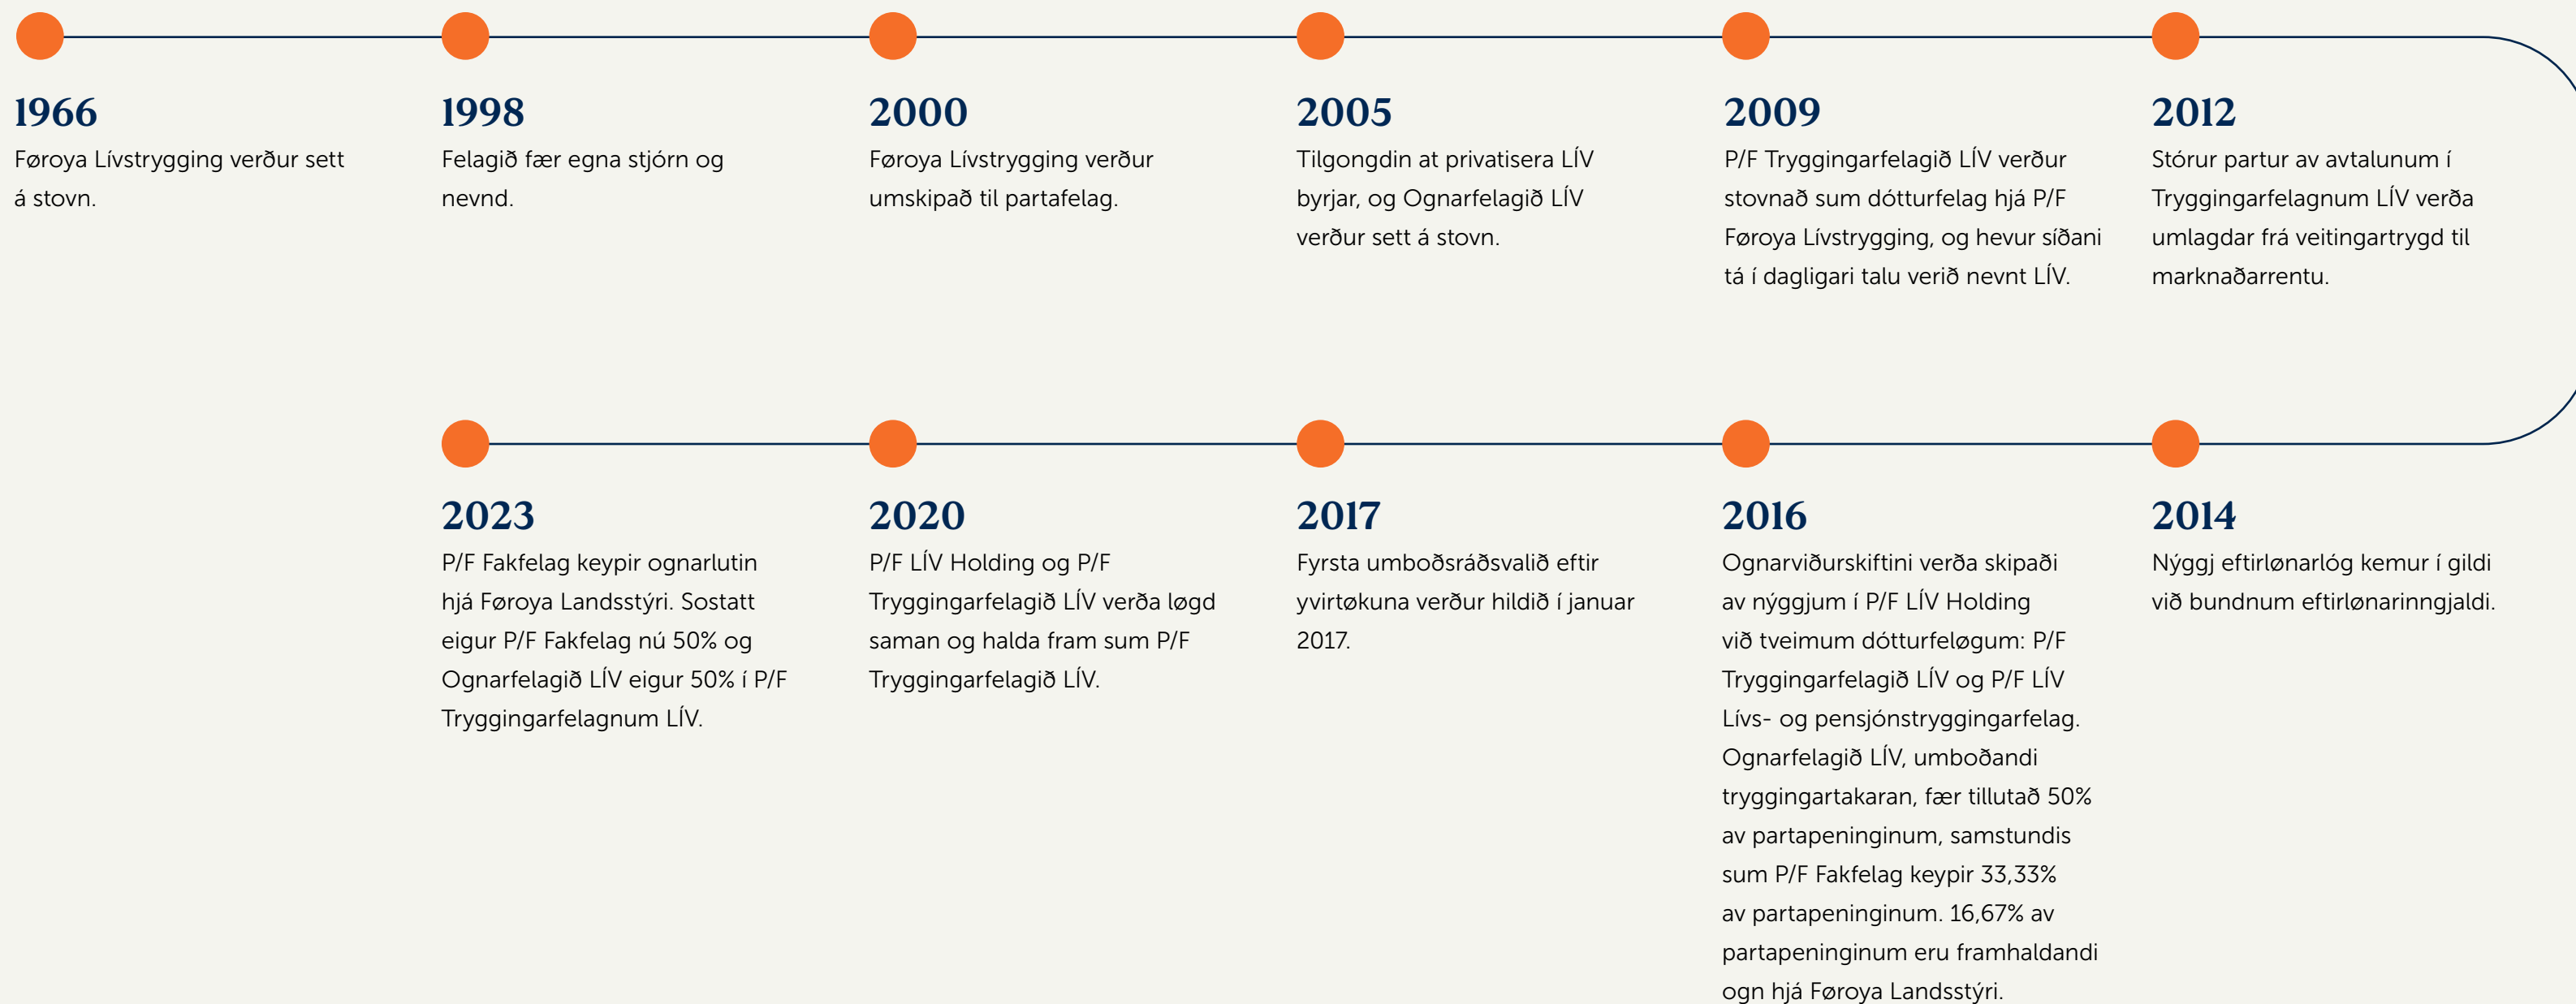 1966
Føroya Lívstrygging verður sett
á stovn.
1998
Felagið fær egna stjórn og
nevnd.
2000
Føroya Lívstrygging verður
umskipað til partafelag.
2005
Tilgongdin at privatisera LÍV
byrjar, og Ognarfelagið LÍV
verður sett á stovn.
2009
P/F Tryggingarfelagið LÍV verður
stovnað sum dótturfelag hjá P/F
Føroya Lívstrygging, og hevur síðani
tá í dagligari talu verið nevnt LÍV.
2012
Stórur partur av avtalunum í
Tryggingarfelagnum LÍV verða
umlagdar frá veitingartrygd til
marknaðarrentu.
2014
Nýggj eftirlønarlóg kemur í gildi
við bundnum eftirlønarinngjaldi.
2016
Ognarviðurskiftini verða skipaði
av nýggjum í P/F LÍV Holding
við tveimum dótturfeløgum: P/F
Tryggingarfelagið LÍV og P/F LÍV
Lívs- og pensjónstryggingarfelag.
Ognarfelagið LÍV, umboðandi
tryggingartakaran, fær tillutað 50%
av partapeninginum, samstundis
sum P/F Fakfelag keypir 33,33%
av partapeninginum. 16,67% av
partapeninginum eru framhaldandi
ogn hjá Føroya Landsstýri.
2017
Fyrsta umboðsráðsvalið eftir
yvirtøkuna verður hildið í januar
2017.
2020
P/F LÍV Holding og P/F
Tryggingarfelagið LÍV verða løgd
saman og halda fram sum P/F
Tryggingarfelagið LÍV.
2023
P/F Fakfelag keypir ognarlutin
hjá Føroya Landsstýri. Sostatt
eigur P/F Fakfelag nú 50% og
Ognarfelagið LÍV eigur 50% í P/F
Tryggingarfelagnum LÍV.